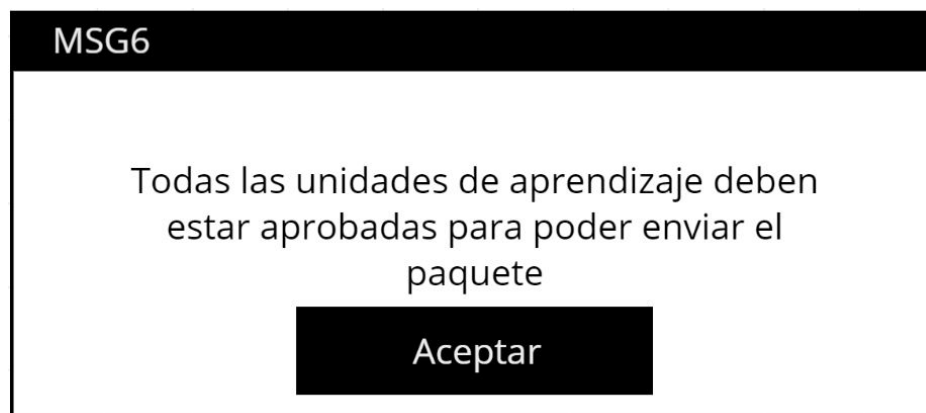 MSG6
Todas las unidades de aprendizaje deben
estar aprobadas para poder enviar el
paquete
Aceptar